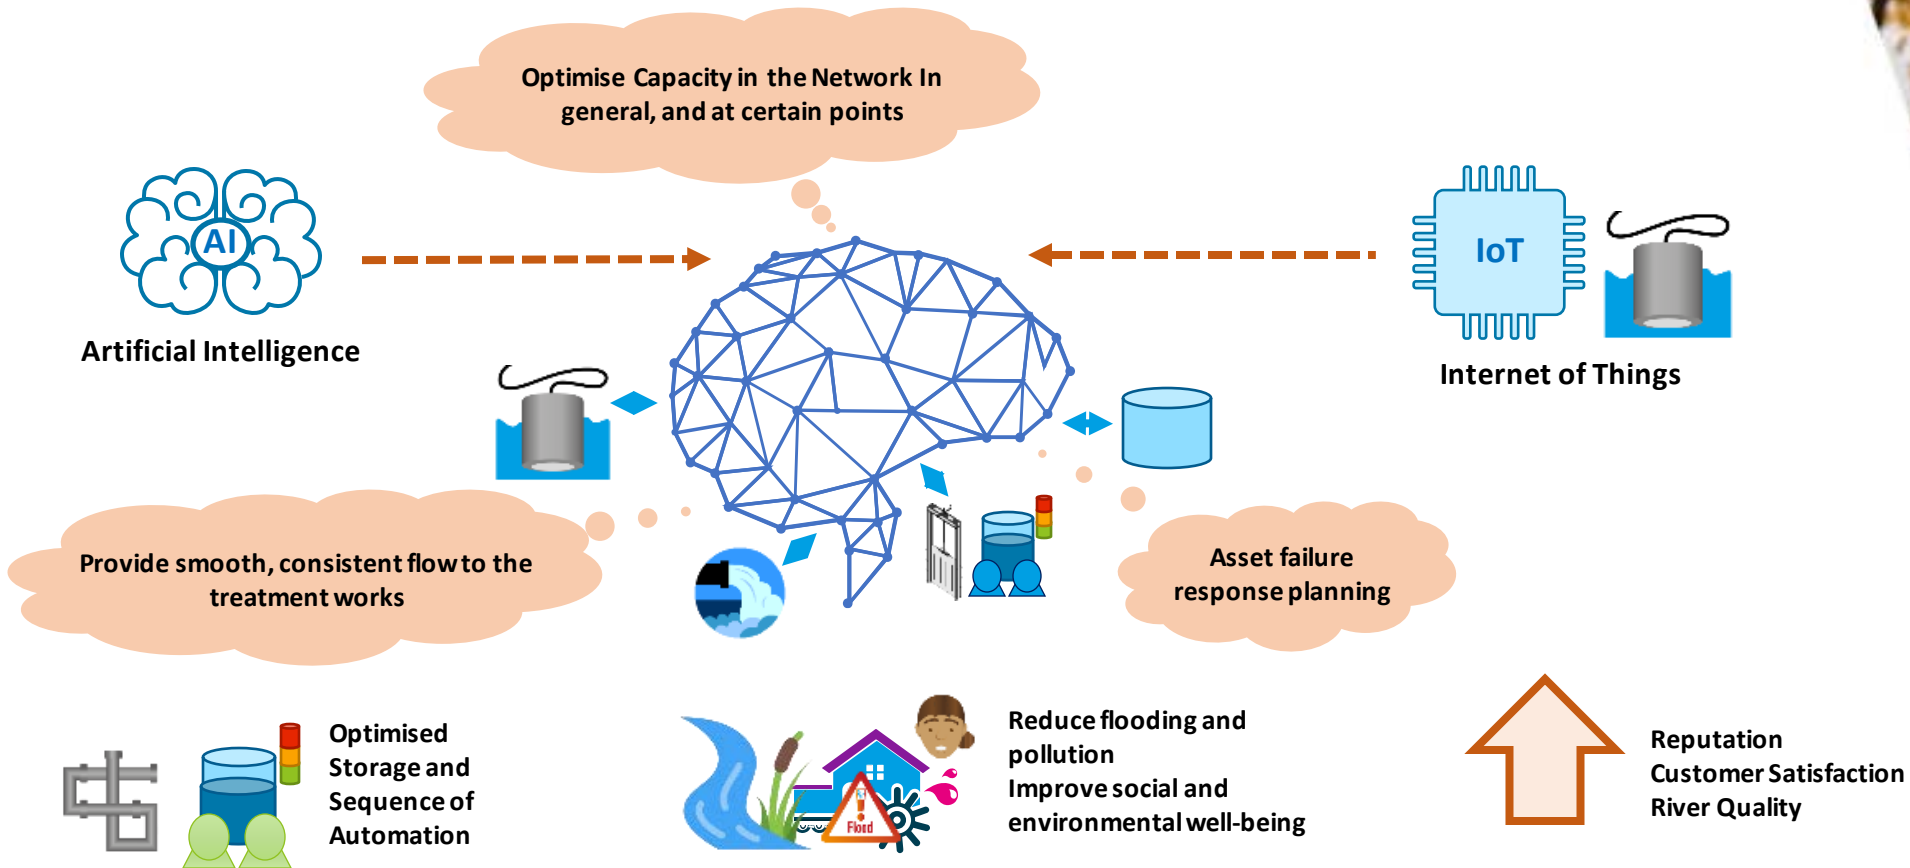 Optimise Capacity in the Network In
general, and at certain points
AI
Artificial Intelligence
IoT
Internet of Things
Provide smooth, consistent flow to the
treatment works
Asset failure
response planning
Optimised
Storage and
Sequence of
Automation
Flood
Reduce flooding and
pollution
Improve social and
environmental well-being
Reputation
Customer Satisfaction
River Quality